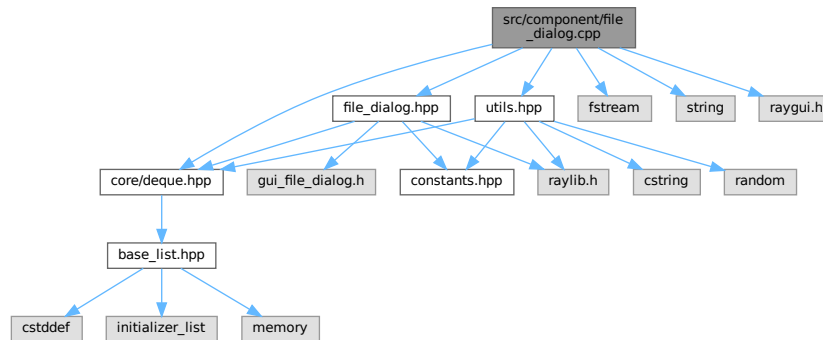 src/component/file
_dialog.cpp
file_dialog.hpp
utils.hpp
fstream
string
raygui.h
core/deque.hpp
gui_file_dialog.h
constants.hpp
raylib.h
cstring
random
base_list.hpp
cstddef
initializer_list
memory